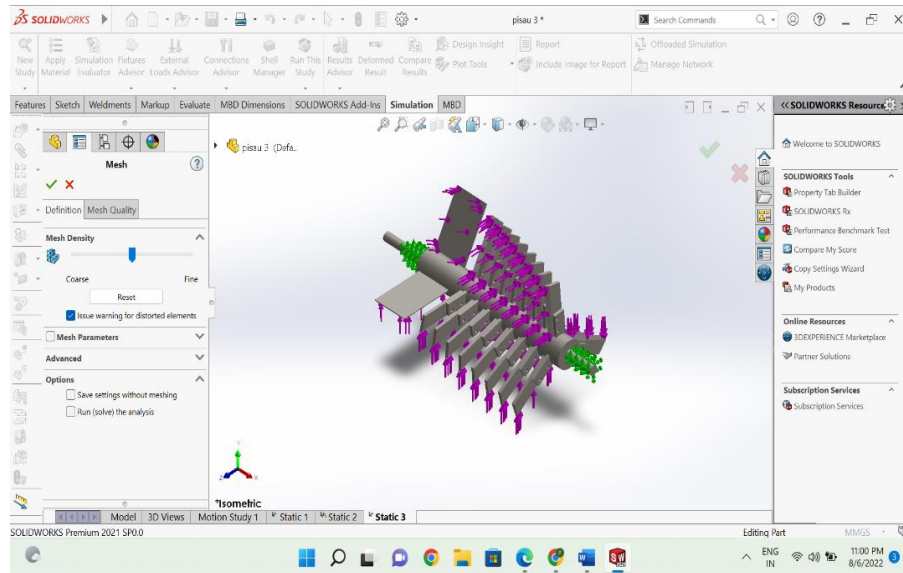 SOLIDWORKS
pisau 3 *
Search Commands
New Study
Apply Material
Simulation Evaluator
Fixtures Advisor
External Loads Advisor
Connections Advisor
Shell Manager
Run This Study
Results Advisor
Deformed Result
Compare Results
Design Insight
Plot Tools
Report
Include Image for Report
Offloaded Simulation
Manage Network
Features Sketch Weldments Markup Evaluate MBD Dimensions SOLIDWORKS Add-Ins Simulation MBD
SOLIDWORKS Resource
Mesh
Definition Mesh Quality
Mesh Density
Coarse Fine
Reset
Issue warning for distorted elements
Mesh Parameters
Advanced
Options
Save settings without meshing
Run (solve) the analysis
pisau 3 (Defa..
Y
Z
*Isometric
Welcome to SOLIDWORKS
SOLIDWORKS Tools
Property Tab Builder
SOLIDWORKS Rx
Performance Benchmark Test
Compare My Score
Copy Settings Wizard
My Products
Online Resources
3DEXPERIENCE Marketplace
Partner Solutions
Subscription Services
Subscription Services
Model 3D Views Motion Study 1 Static 1 Static 2 Static 3
SOLIDWORKS Premium 2021 SP0.0
Editing Part MMGS
ENG
IN
11:00 PM
8/6/2022
3